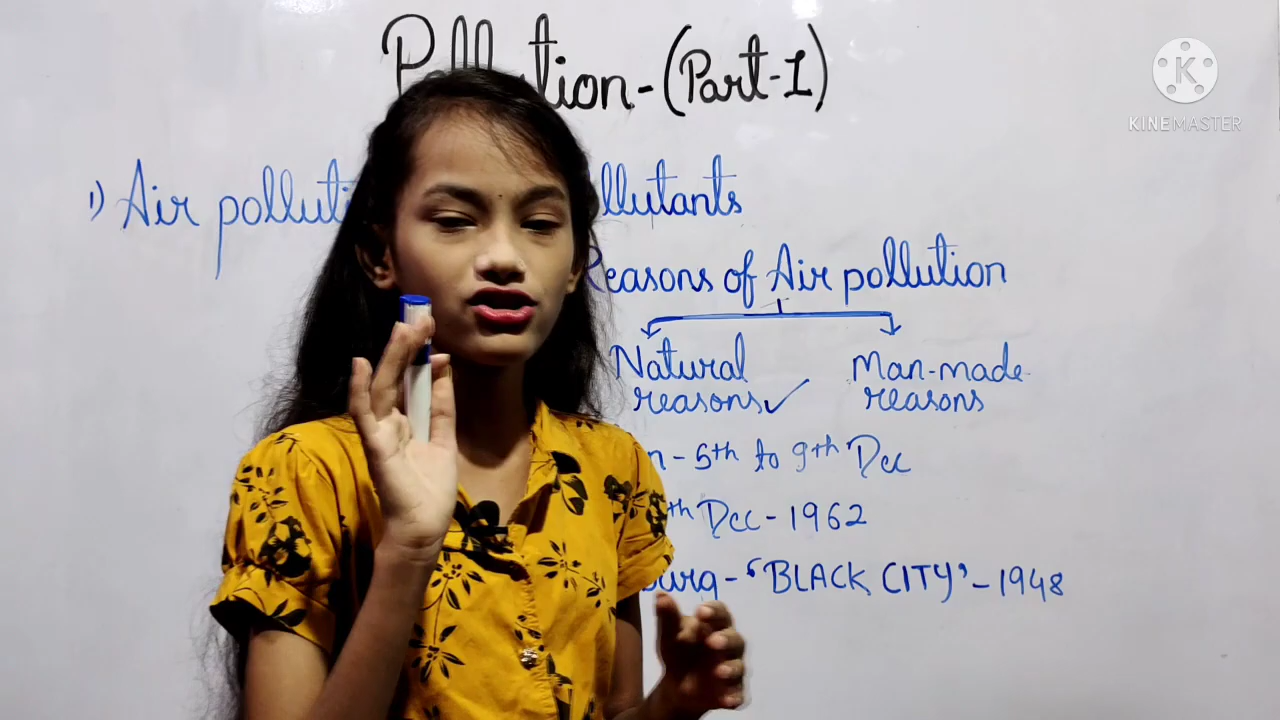 Pollution-(Part-1)
KINEMASTER
1) Air polluti llutants
Reasons of Air pollution
Natural reasons ✓
Man-made reasons
n - 5th to 9th Dec
th Dec - 1962
burg - 'BLACK CITY' - 1948